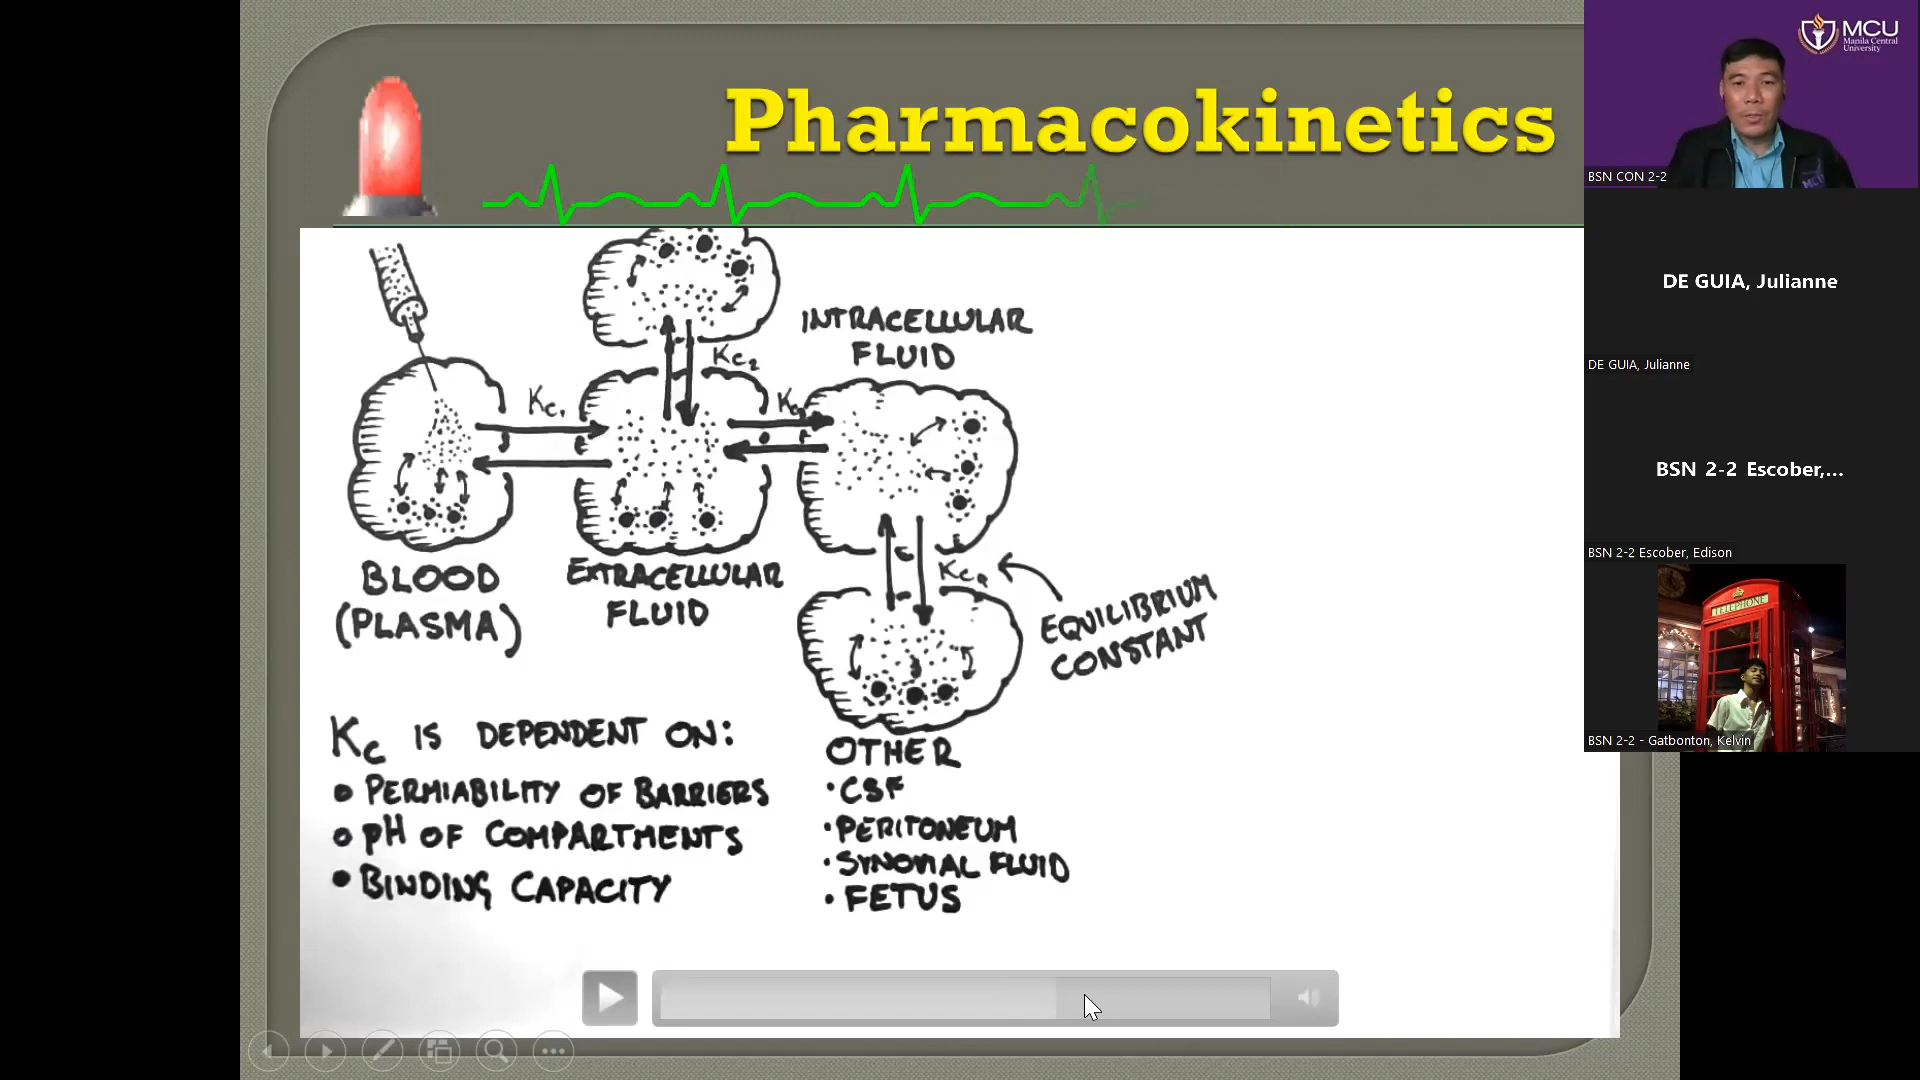 Pharmacokinetics
MCU
Manila Central
University
BSN CON 2-2
DE GUIA, Julianne
DE GUIA, Julianne
BSN 2-2 Escober,...
BSN 2-2 Escober, Edison
TELEPHONE
BSN 2-2 - Gatbonton, Kelvin
INTRACELLULAR
FLUID
Kc2
Kc1
Kc4
BLOOD
(PLASMA)
EXTRACELLULAR
FLUID
EQUILIBRIUM
CONSTANT
Kc IS DEPENDENT ON:
• PERMIABILITY OF BARRIERS
• pH OF COMPARTMENTS
• BINDING CAPACITY
OTHER
• CSF
• PERITONEUM
• SYNOVIAL FLUID
• FETUS